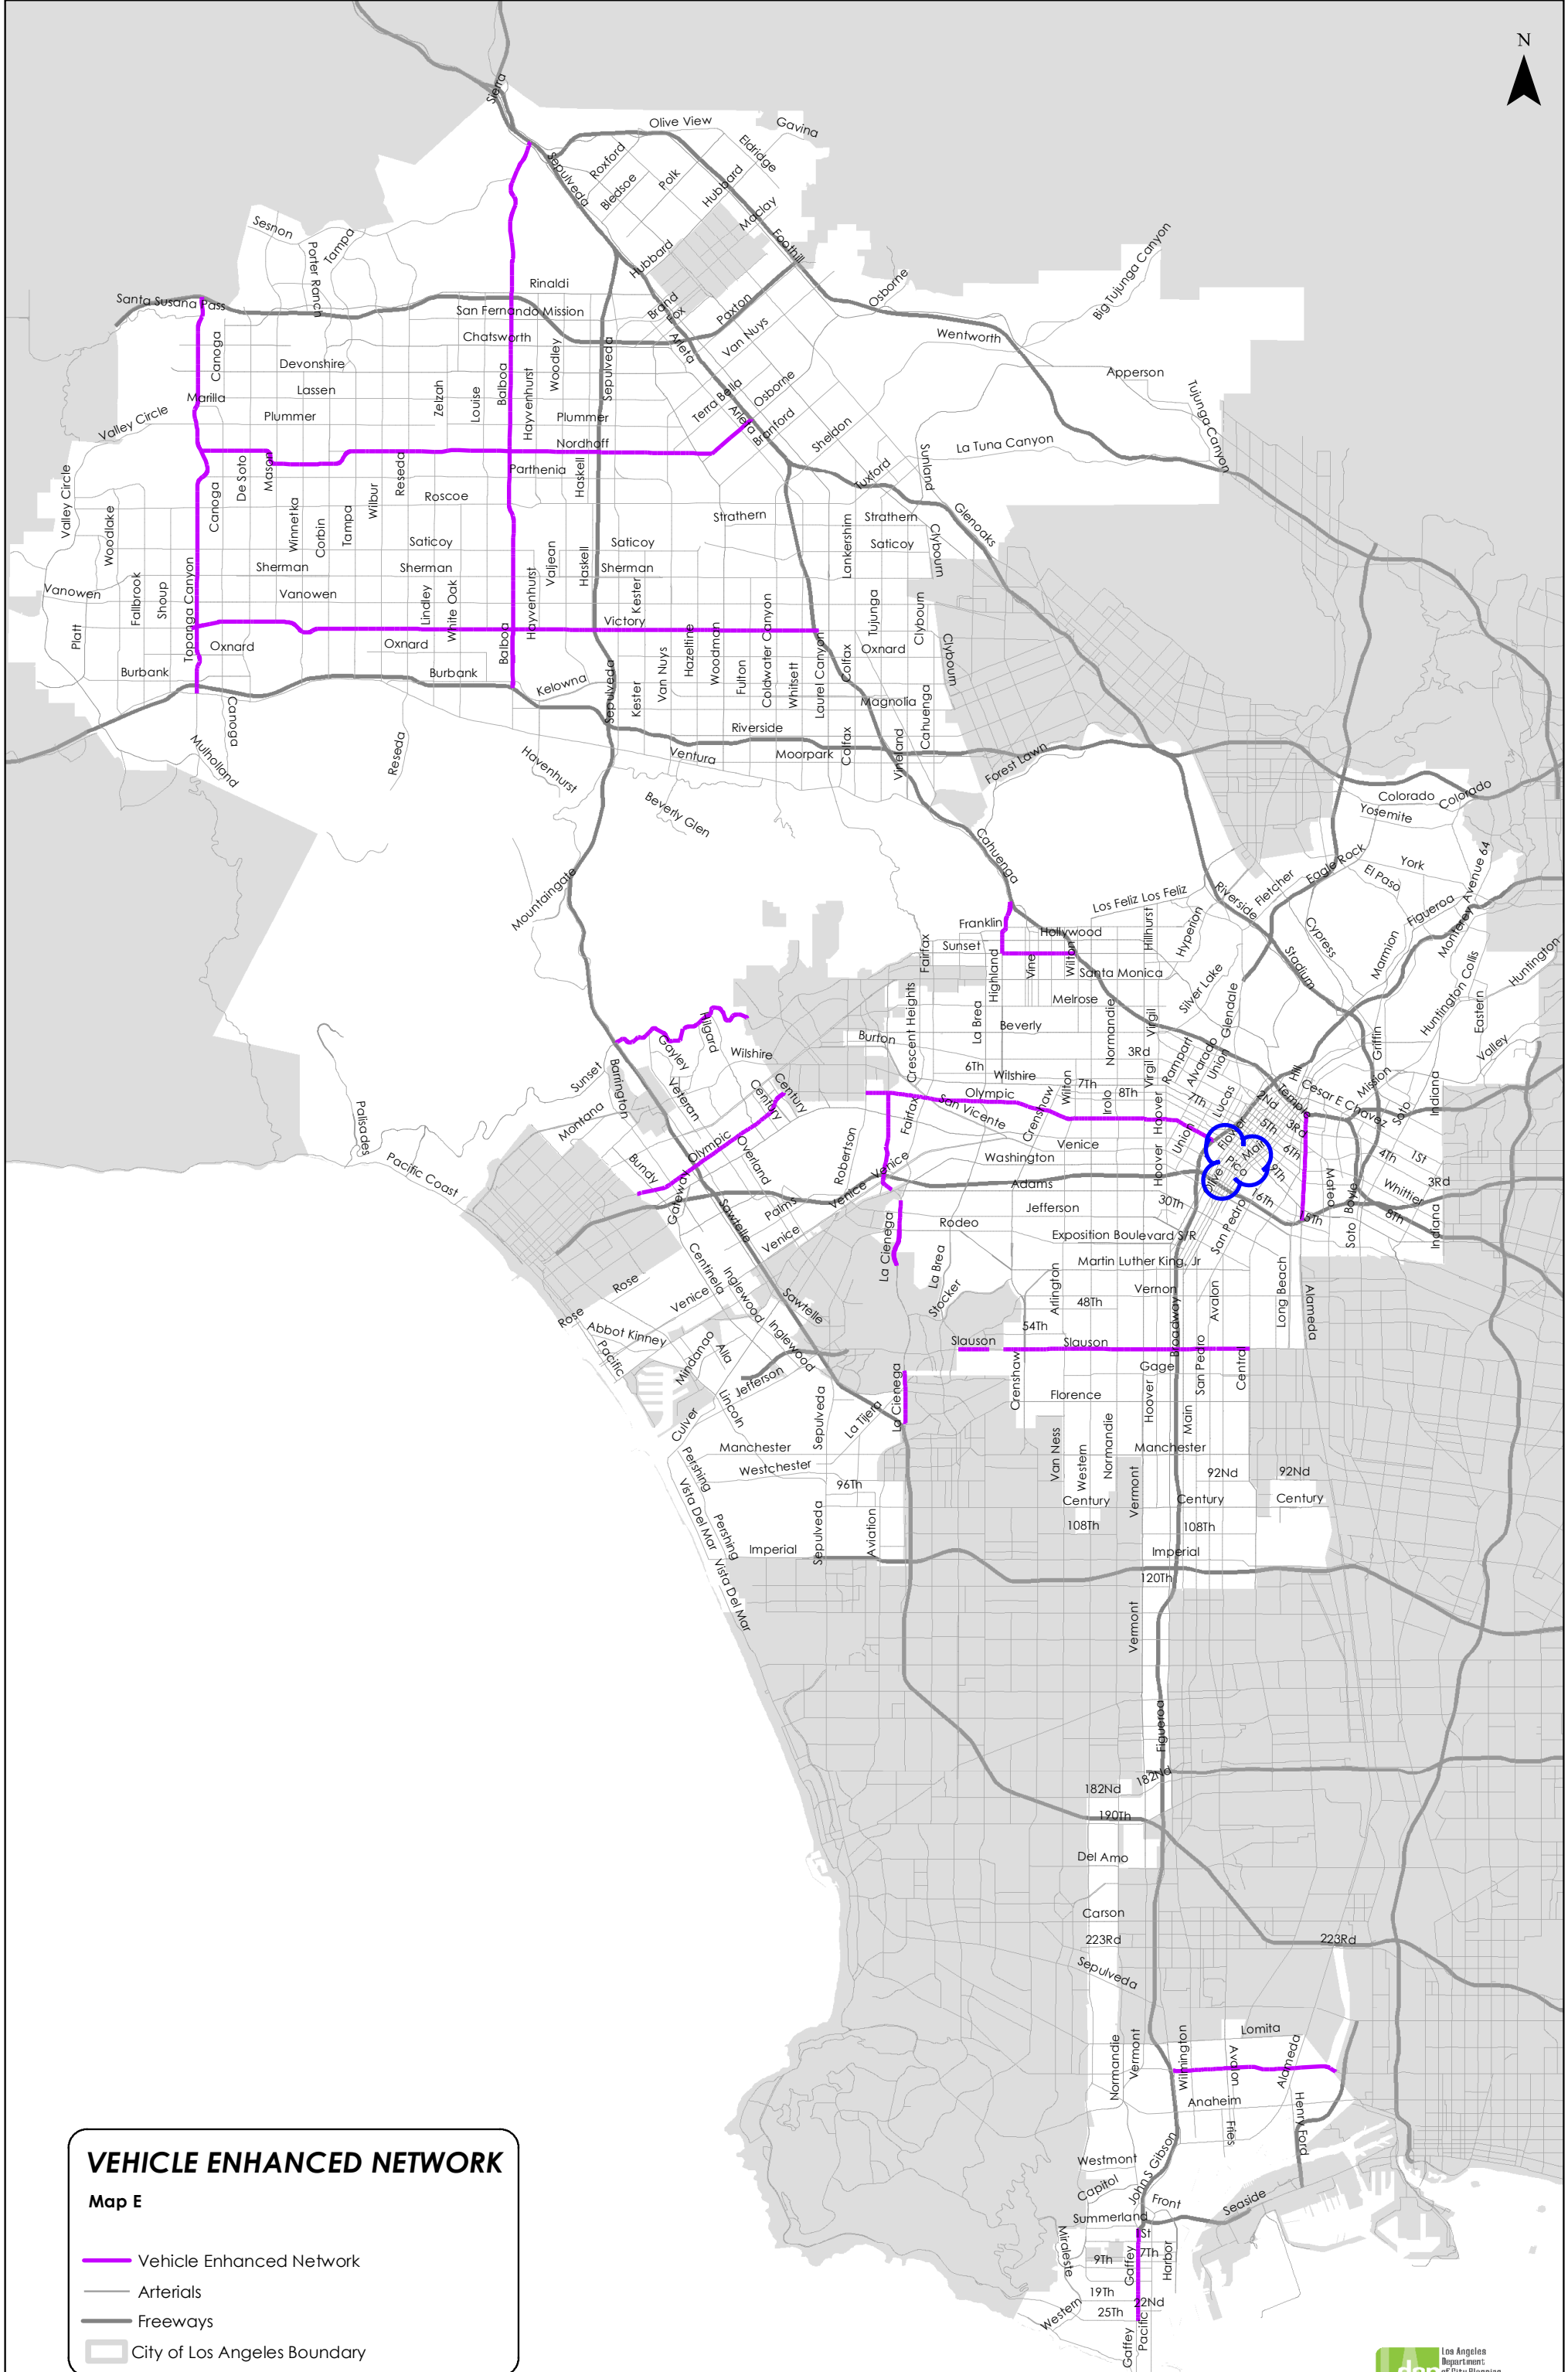 N
Sierra
Olive View
Gavina
Eldridge
Sepulveda
Roxford
Bledsoe
Polk
Hubbard
Maclay
Sesnon
Porter Ranch
Tampa
Hubbard
Foothill
Osborne
Big Tujunga Canyon
Rinaldi
Santa Susana Pass
San Fernando Mission
Brand
Fox
Paxton
Van Nuys
Arleta
Wentworth
Chatsworth
Canoga
Devonshire
Woodley
Sepulveda
Apperson
Tujunga Canyon
Lassen
Marilla
Zelzah
Louise
Balboa
Hayvenhurst
Terra Bella
Osborne
Arleta
Branford
Sheldon
Plummer
Plummer
Valley Circle
Nordhoff
La Tuna Canyon
Sunland
Tuxford
Valley Circle
De Soto
Mason
Reseda
Parthenia
Haskell
Canoga
Wilbur
Roscoe
Glenoaks
Woodlake
Winnetka
Corbin
Tampa
Strathern
Strathern
Lankershim
Clybourn
Saticoy
Saticoy
Saticoy
Sherman
Sherman
Sherman
Valjean
Haskell
Vanowen
Vanowen
Fallbrook
Shoup
Topanga Canyon
Lindley
White Oak
Hayvenhurst
Kester
Victory
Tujunga
Clybourn
Platt
Oxnard
Oxnard
Balboa
Hazeltine
Woodman
Coldwater Canyon
Laurel Canyon
Colfax
Oxnard
Clybourn
Burbank
Burbank
Kelowna
Sepulveda
Kester
Van Nuys
Fulton
Whitsett
Magnolia
Cahuenga
Canoga
Riverside
Mulholland
Reseda
Havenhurst
Ventura
Moorpark
Colfax
Vineland
Forest Lawn
Beverly Glen
Colorado
Colorado
Yosemite
Cahuenga
Mountaingate
Eagle Rock
York
Avenue 64
El Paso
Fletcher
Riverside
Los Feliz
Los Feliz
Figueroa
Monterey
Franklin
Hollywood
Hillhurst
Hyperion
Cypress
Marmion
Fairfax
Sunset
Highland
Vine
Wilton
Santa Monica
Stadium
Collis
Huntington
Huntington
Silver Lake
Crescent Heights
Melrose
Glendale
Eastern
Hilgard
La Brea
Beverly
Normandie
Virgil
Griffin
Gayley
Wilshire
Burton
3Rd
Rampart
Alvarado
Union
Valley
6Th
Wilshire
7Th
Virgil
Hill
Mission
Sunset
Barrington
Veteran
Century
Century
Olympic
Wilton
8Th
Irolo
Hoover
7Th
Lucas
2Nd
Temple
Cesar E Chavez
Soto
Indiana
Montana
San Vicente
Crenshaw
Fairfax
5Th
3Rd
Palisades
Olympic
Overland
Robertson
Venice
Union
Flower
Main
6Th
4Th
1St
Pacific Coast
Bundy
Venice
Washington
Hoover
Pico
Olive
9Th
Mateo
Whittier
3Rd
Gateway
Palms
Venice
Adams
30Th
16Th
Boyle
8Th
Indiana
Sawtelle
Venice
Jefferson
San Pedro
Soto
Rodeo
Exposition Boulevard S/R
La Cienega
La Brea
Martin Luther King, Jr
Centinela
Inglewood
Rose
Venice
Stocker
Arlington
Vernon
Avalon
Long Beach
Alameda
Sawtelle
48Th
Rose
Abbot Kinney
Inglewood
54Th
Broadway
Pacific
Mindanao
Alla
Slauson
Slauson
Gage
San Pedro
Central
Jefferson
Lincoln
La Cienega
Crenshaw
Florence
Hoover
Main
Culver
Sepulveda
La Tijera
Manchester
Manchester
Van Ness
Western
Normandie
Pershing
Westchester
Vista Del Mar
96Th
92Nd
92Nd
Vermont
Century
Century
Century
Pershing
Sepulveda
Aviation
108Th
108Th
Imperial
Imperial
Vista Del Mar
120Th
Vermont
Figueroa
182Nd
182Nd
190Th
Del Amo
Carson
223Rd
223Rd
Sepulveda
Normandie
Vermont
Wilmington
Lomita
Avalon
Alameda
Anaheim
Fries
Henry Ford
Westmont
John S Gibson
Capitol
Front
Seaside
Summerland
1St
Miraleste
9Th
7Th
Gaffey
Harbor
19Th
22Nd
Western
25Th
Pacific
Gaffey
VEHICLE ENHANCED NETWORK
Map E
Vehicle Enhanced Network
Arterials
Freeways
City of Los Angeles Boundary
Los Angeles
Department
of City Planning